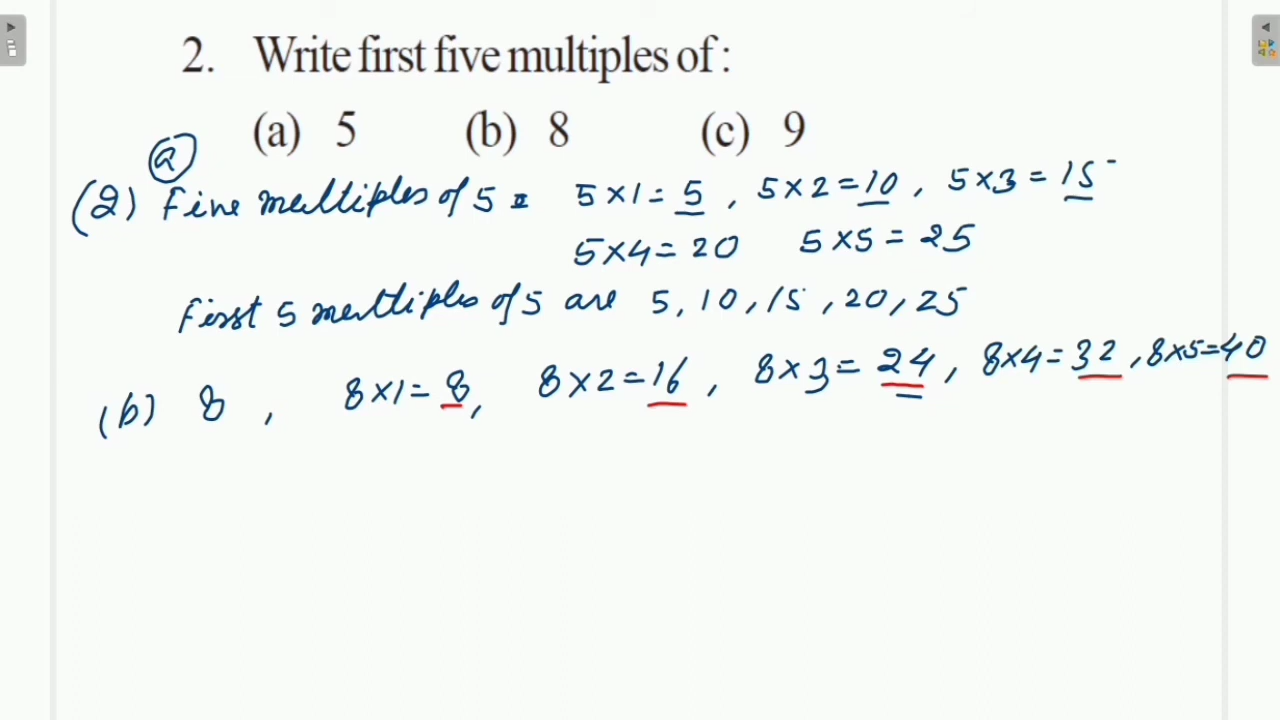 2. Write first five multiples of :
(a) 5 (b) 8 (c) 9
(a)
(2) Five multiples of 5 = 5×1 = 5, 5×2 = 10, 5×3 = 15
5×4 = 20 5×5 = 25
First 5 multiples of 5 are 5, 10, 15, 20, 25
(b) 8, 8×1 = 8, 8×2 = 16, 8×3 = 24, 8×4 = 32, 8×5 = 40